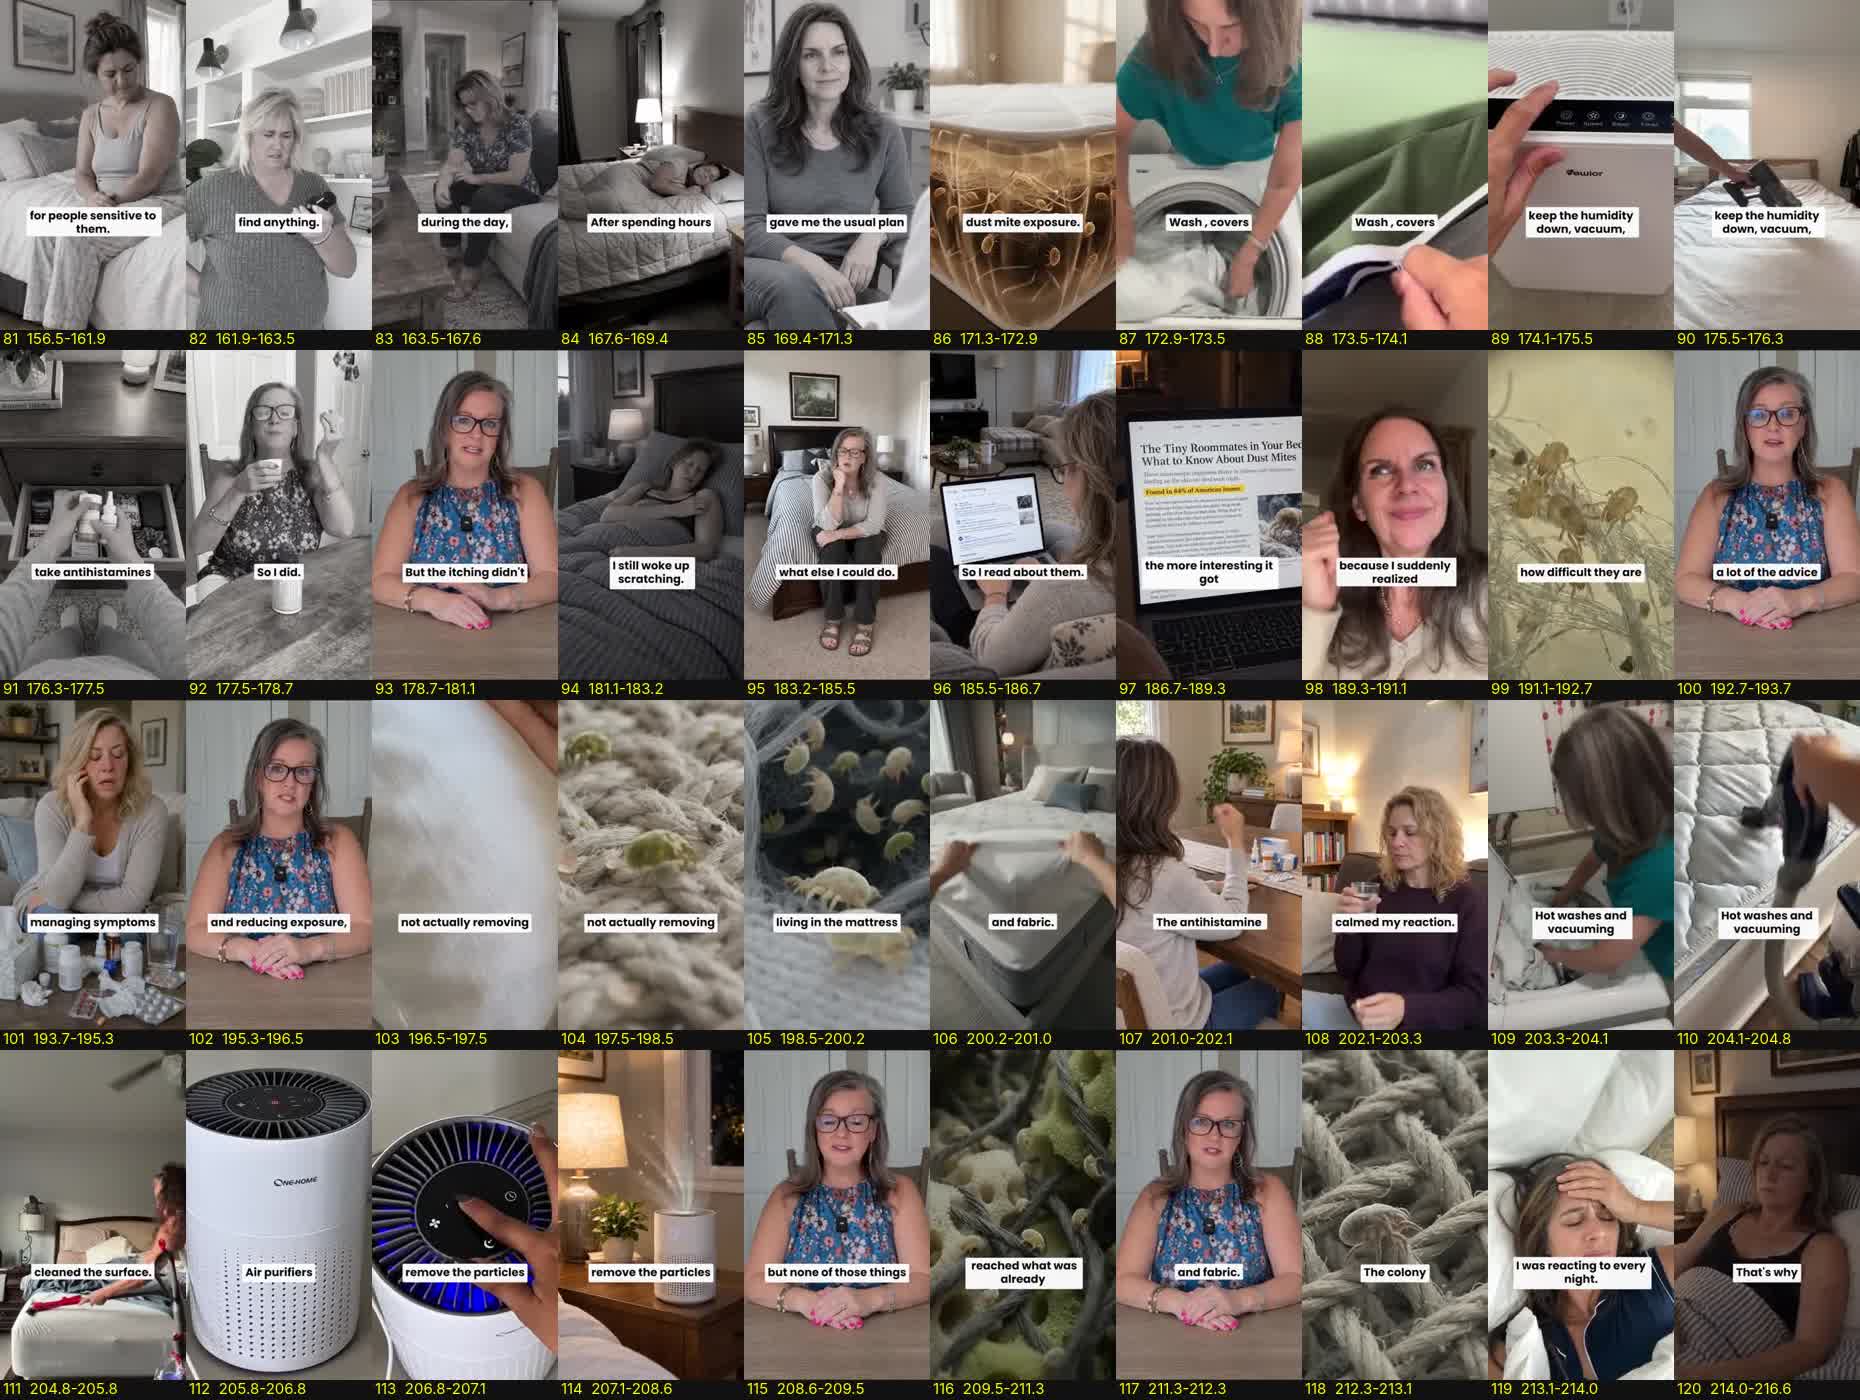 for people sensitive to
them.
find anything.
during the day,
After spending hours
gave me the usual plan
dust mite exposure.
Wash , covers
Wash , covers
keep the humidity
down, vacuum,
keep the humidity
down, vacuum,
81 156.5-161.9
82 161.9-163.5
83 163.5-167.6
84 167.6-169.4
85 169.4-171.3
86 171.3-172.9
87 172.9-173.5
88 173.5-174.1
89 174.1-175.5
90 175.5-176.3
take antihistamines
So I did.
But the itching didn't
I still woke up
scratching.
what else I could do.
So I read about them.
The Tiny Roommates in Your Bed
What to Know About Dust Mites
Found in 84% of American homes
the more interesting it
got
because I suddenly
realized
how difficult they are
a lot of the advice
91 176.3-177.5
92 177.5-178.7
93 178.7-181.1
94 181.1-183.2
95 183.2-185.5
96 185.5-186.7
97 186.7-189.3
98 189.3-191.1
99 191.1-192.7
100 192.7-193.7
managing symptoms
and reducing exposure,
not actually removing
not actually removing
living in the mattress
and fabric.
The antihistamine
calmed my reaction.
Hot washes and
vacuuming
Hot washes and
vacuuming
101 193.7-195.3
102 195.3-196.5
103 196.5-197.5
104 197.5-198.5
105 198.5-200.2
106 200.2-201.0
107 201.0-202.1
108 202.1-203.3
109 203.3-204.1
110 204.1-204.8
cleaned the surface.
ONE HOME
Air purifiers
remove the particles
remove the particles
but none of those things
reached what was
already
and fabric.
The colony
I was reacting to every
night.
That's why
111 204.8-205.8
112 205.8-206.8
113 206.8-207.1
114 207.1-208.6
115 208.6-209.5
116 209.5-211.3
117 211.3-212.3
118 212.3-213.1
119 213.1-214.0
120 214.0-216.6